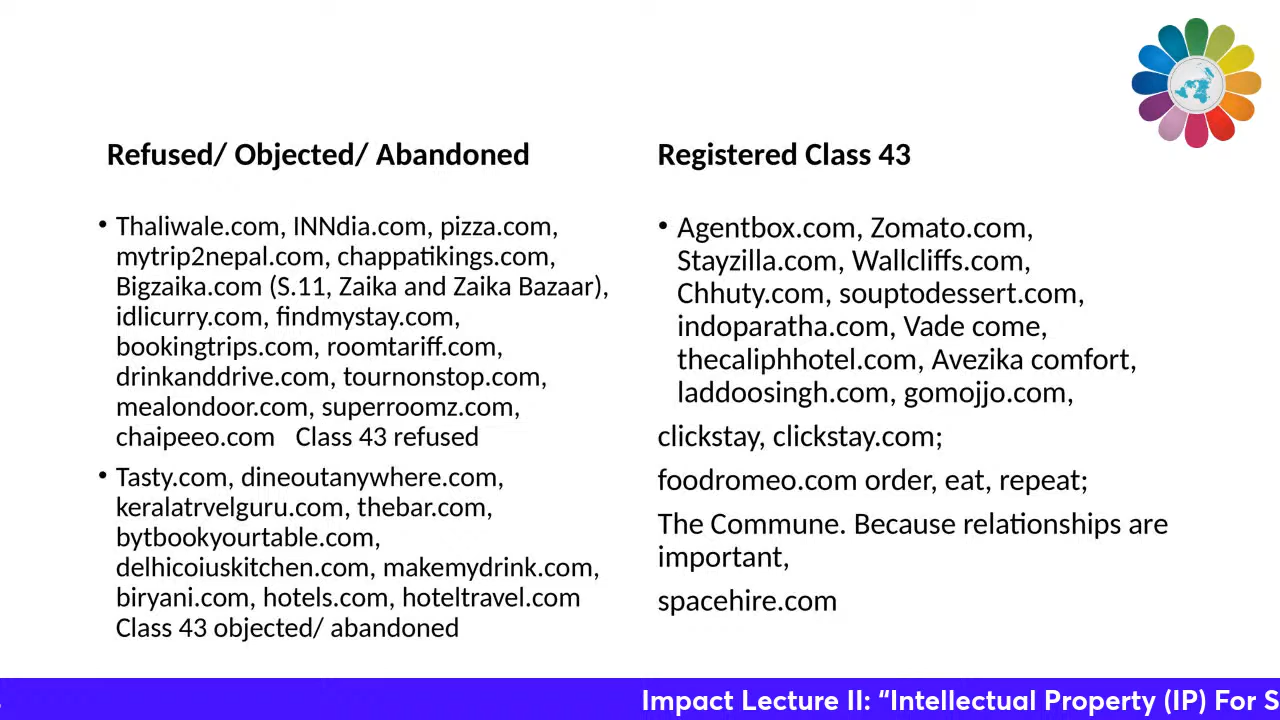 Refused/ Objected/ Abandoned
• Thaliwale.com, INNdia.com, pizza.com,
mytrip2nepal.com, chappatikings.com,
Bigzaika.com (S.11, Zaika and Zaika Bazaar),
idlicurry.com, findmystay.com,
bookingtrips.com, roomtariff.com,
drinkanddrive.com, tournonstop.com,
mealondoor.com, superroomz.com,
chaipeeo.com   Class 43 refused
• Tasty.com, dineoutanywhere.com,
keralatrvelguru.com, thebar.com,
bytbookyourtable.com,
delhicoiuskitchen.com, makemydrink.com,
biryani.com, hotels.com, hoteltravel.com
Class 43 objected/ abandoned
Registered Class 43
• Agentbox.com, Zomato.com,
Stayzilla.com, Wallcliffs.com,
Chhuty.com, souptodessert.com,
indoparatha.com, Vade come,
thecaliphhotel.com, Avezika comfort,
laddoosingh.com, gomojjo.com,
clickstay, clickstay.com;
foodromeo.com order, eat, repeat;
The Commune. Because relationships are
important,
spacehire.com
Impact Lecture II: “Intellectual Property (IP) For S